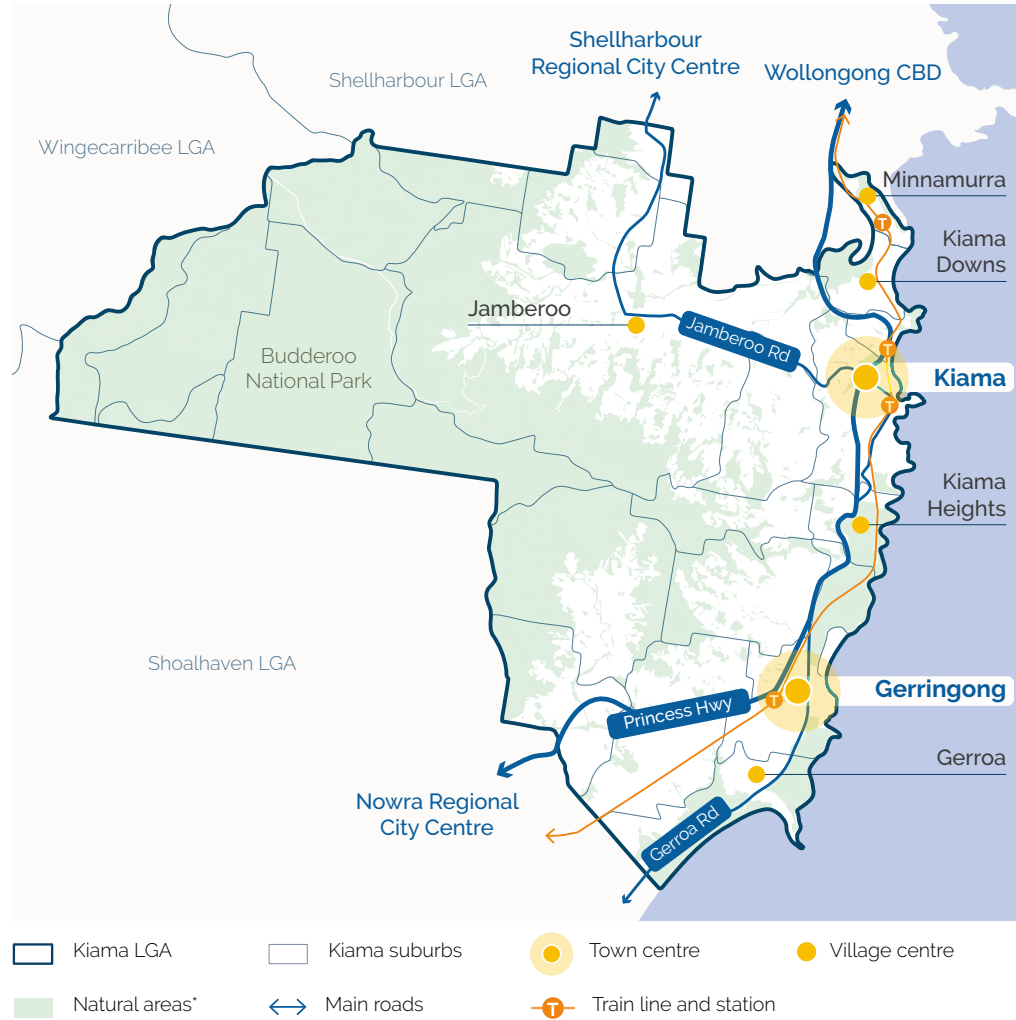 Shellharbour
Regional City Centre
Wollongong CBD
Shellharbour LGA
Wingecarribee LGA
Minnamurra
T
Kiama
Downs
Jamberoo
Jamberoo Rd
T
Budderoo
National Park
Kiama
T
Kiama
Heights
Shoalhaven LGA
Gerringong
T
Princess Hwy
Gerroa
Nowra Regional
City Centre
Gerroa Rd
Kiama LGA
Kiama suburbs
Town centre
Village centre
Natural areas*
Main roads
T
Train line and station